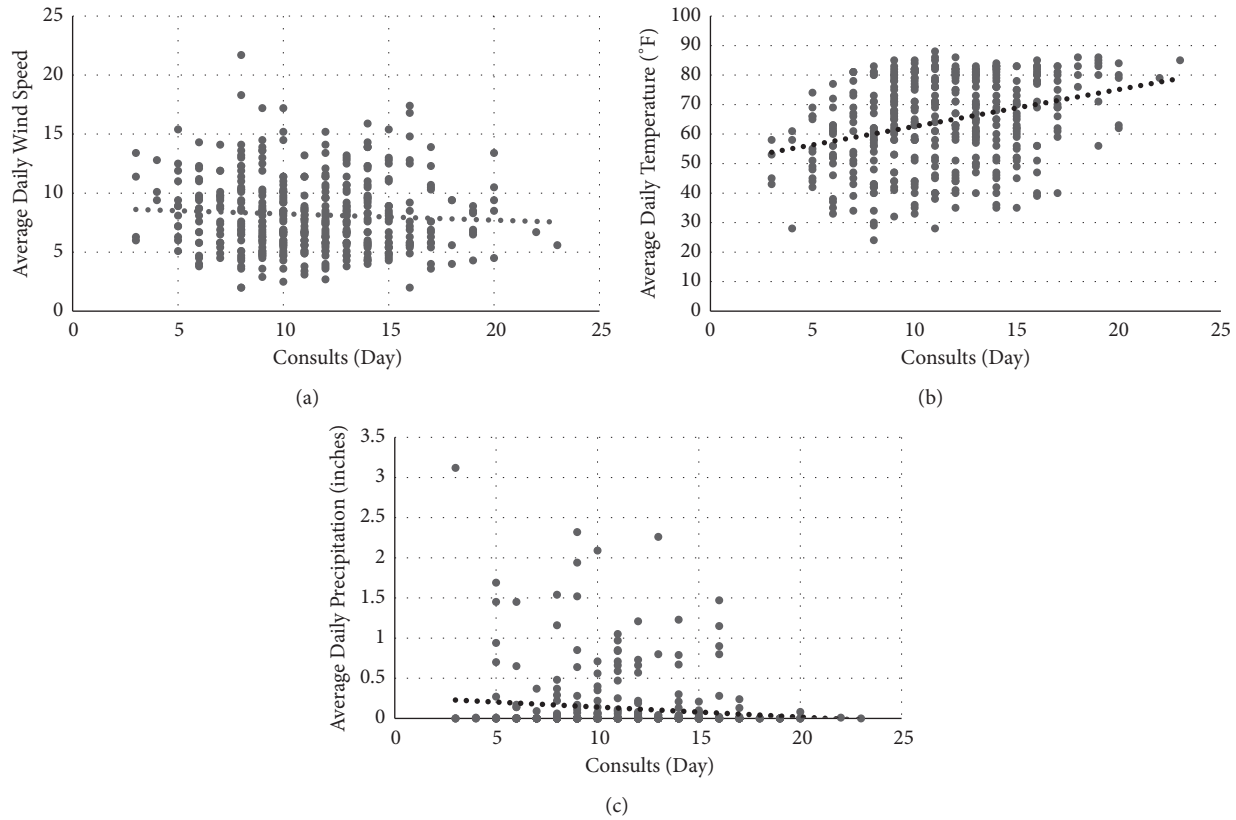 Average Daily Wind Speed
25
20
15
10
5
0
0 5 10 15 20 25
Consults (Day)
(a)
Average Daily Temperature (°F)
100
90
80
70
60
50
40
30
20
10
0
0 5 10 15 20 25
Consults (Day)
(b)
Average Daily Precipitation (inches)
3.5
3
2.5
2
1.5
1
0.5
0
0 5 10 15 20 25
Consults (Day)
(c)